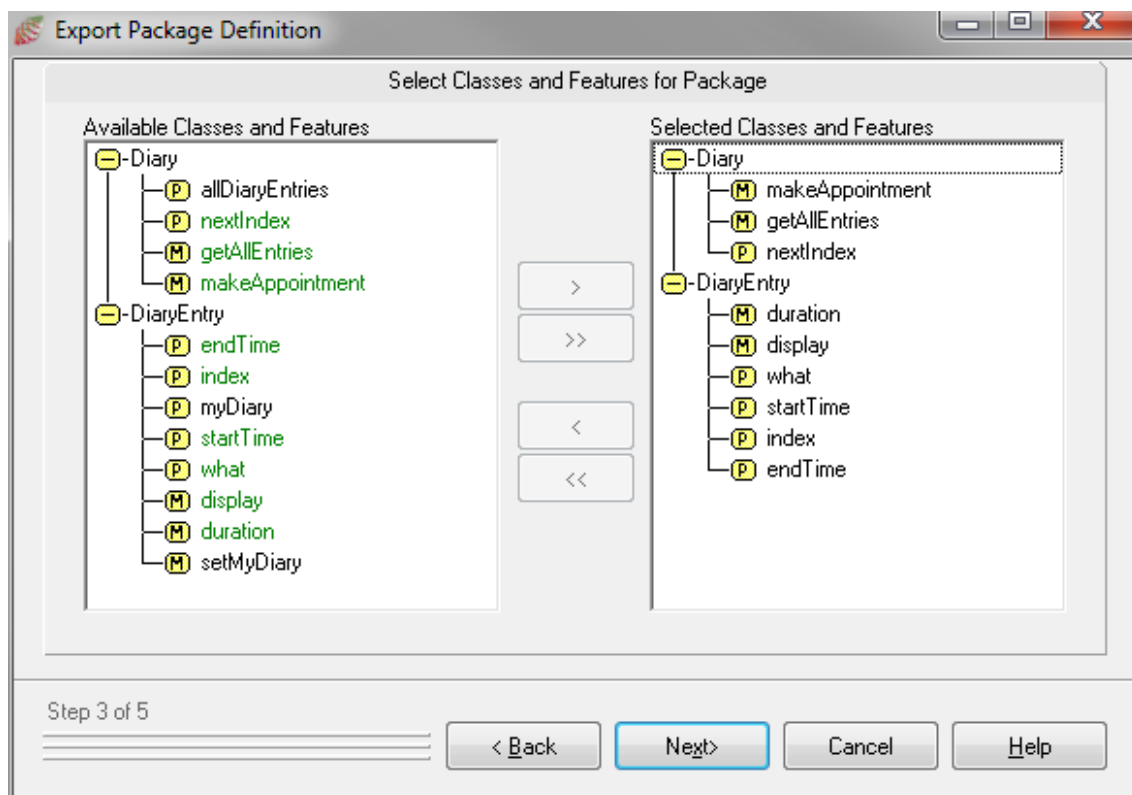 Export Package Definition
Select Classes and Features for Package
Available Classes and Features
Diary
P allDiaryEntries
P nextIndex
M getAllEntries
M makeAppointment
DiaryEntry
P endTime
P index
P myDiary
P startTime
P what
M display
M duration
M setMyDiary
>
>>
<
<<
Selected Classes and Features
Diary
M makeAppointment
M getAllEntries
P nextIndex
DiaryEntry
M duration
M display
P what
P startTime
P index
P endTime
Step 3 of 5
< Back
Next>
Cancel
Help